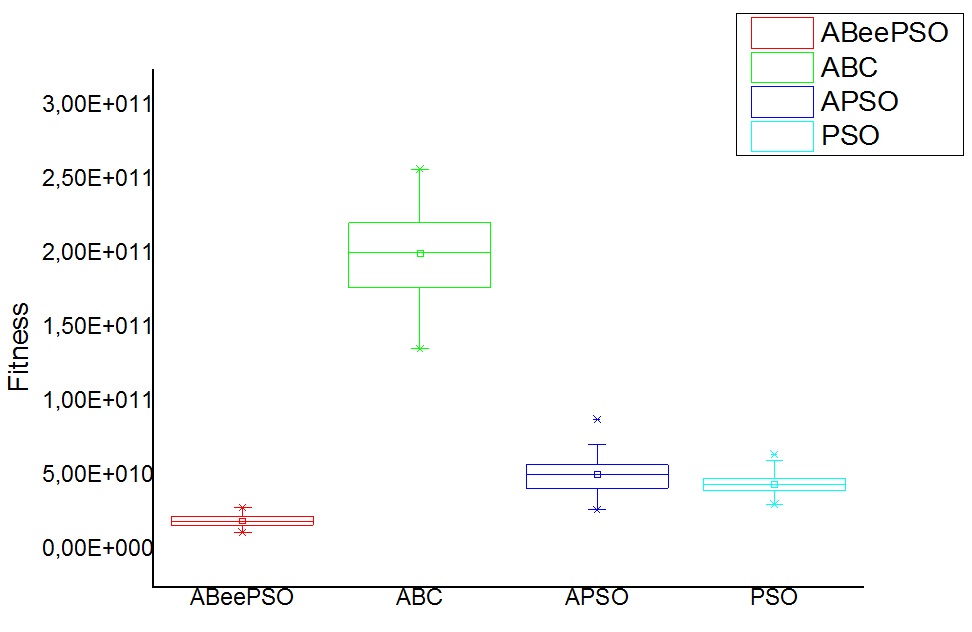 ABeePSO
ABC
APSO
PSO
3,00E+011
2,50E+011
2,00E+011
1,50E+011
1,00E+011
5,00E+010
0,00E+000
Fitness
ABeePSO ABC APSO PSO